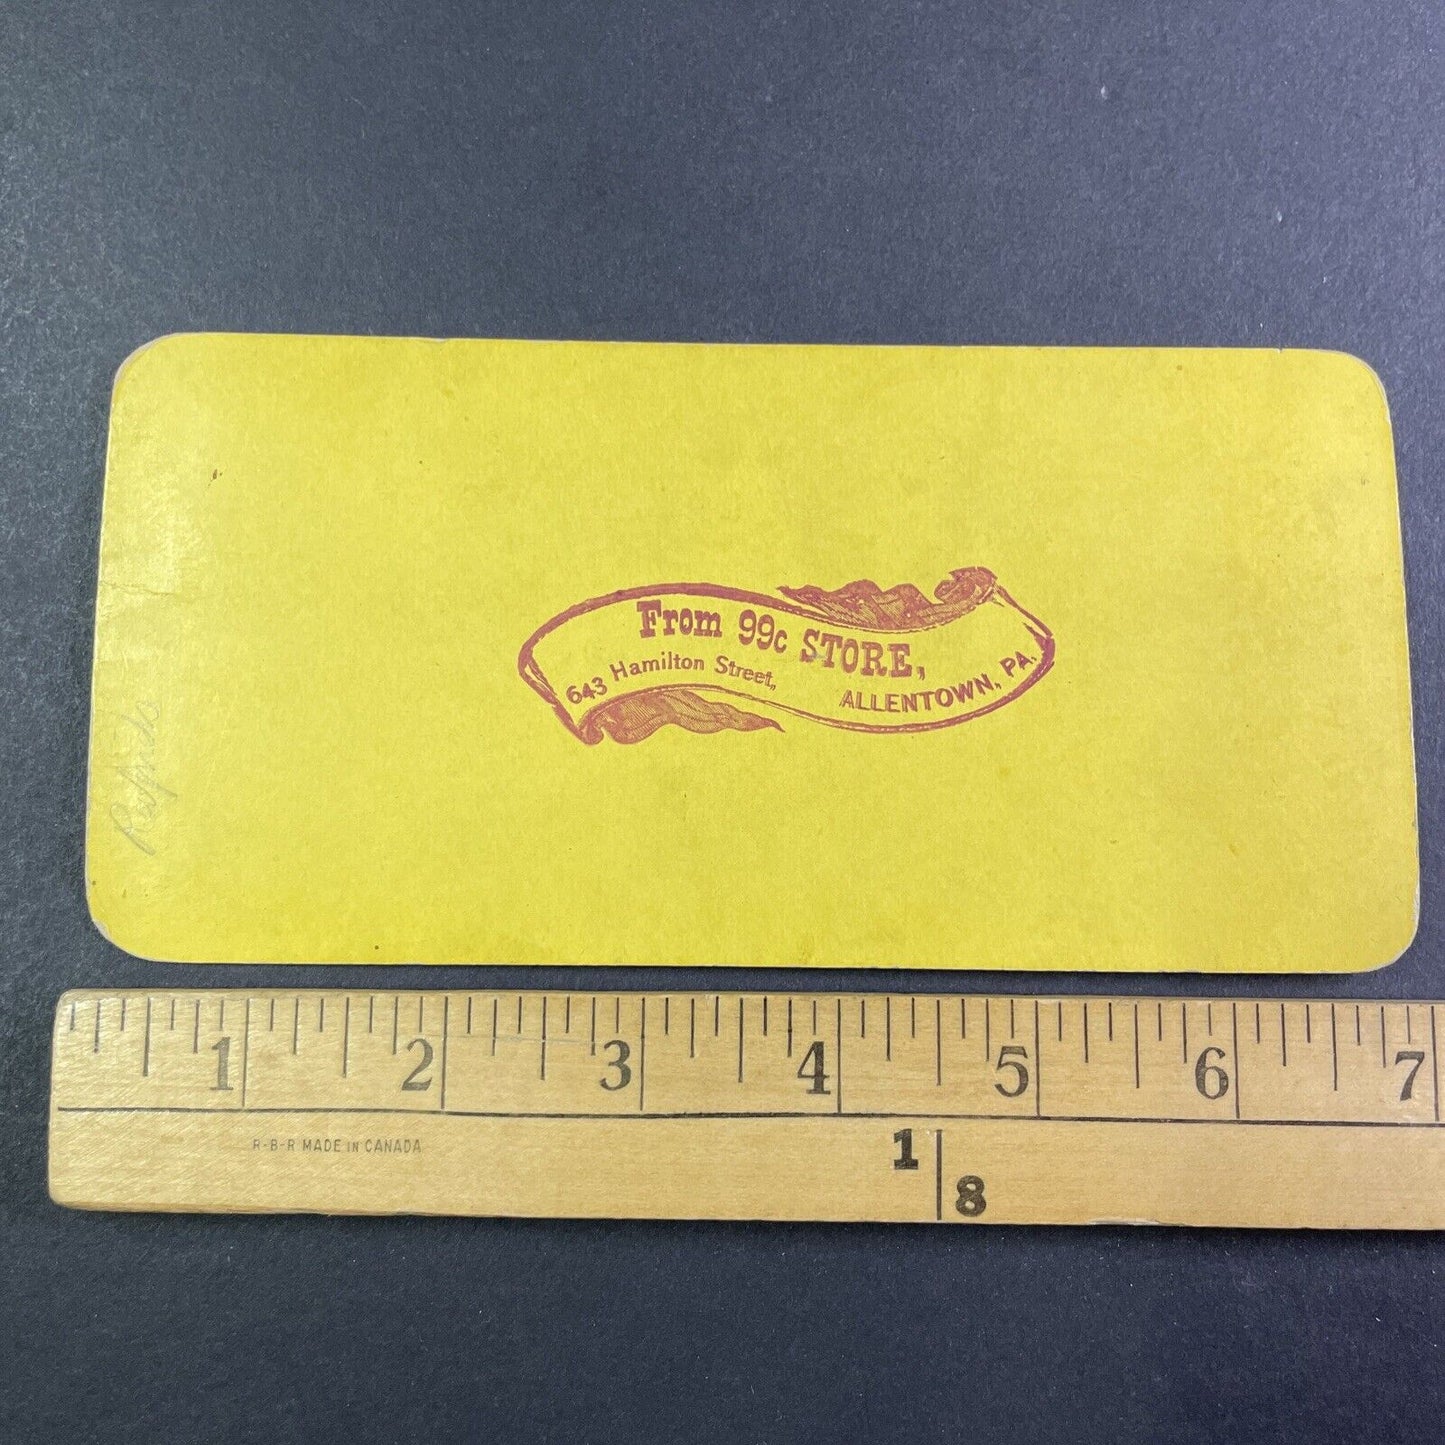 From 99c STORE,
643 Hamilton Street,
ALLENTOWN, PA.
1 2 3 4 5 6 7
R-B-R MADE IN CANADA
1
8